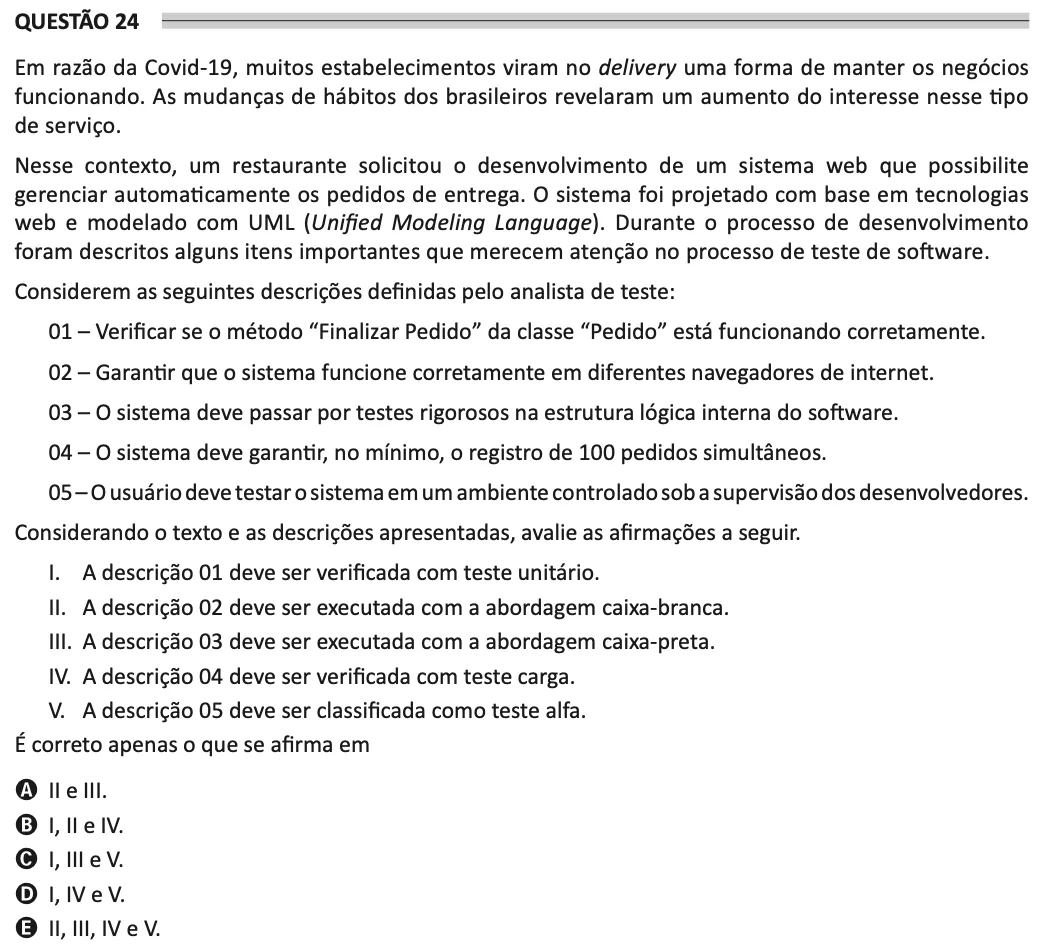 QUESTÃO 24
Em razão da Covid-19, muitos estabelecimentos viram no delivery uma forma de manter os negócios
funcionando. As mudanças de hábitos dos brasileiros revelaram um aumento do interesse nesse tipo
de serviço.
Nesse contexto, um restaurante solicitou o desenvolvimento de um sistema web que possibilite
gerenciar automaticamente os pedidos de entrega. O sistema foi projetado com base em tecnologias
web e modelado com UML (Unified Modeling Language). Durante o processo de desenvolvimento
foram descritos alguns itens importantes que merecem atenção no processo de teste de software.
Considerem as seguintes descrições definidas pelo analista de teste:
01 – Verificar se o método “Finalizar Pedido” da classe “Pedido” está funcionando corretamente.
02 – Garantir que o sistema funcione corretamente em diferentes navegadores de internet.
03 – O sistema deve passar por testes rigorosos na estrutura lógica interna do software.
04 – O sistema deve garantir, no mínimo, o registro de 100 pedidos simultâneos.
05 – O usuário deve testar o sistema em um ambiente controlado sob a supervisão dos desenvolvedores.
Considerando o texto e as descrições apresentadas, avalie as afirmações a seguir.
I. A descrição 01 deve ser verificada com teste unitário.
II. A descrição 02 deve ser executada com a abordagem caixa-branca.
III. A descrição 03 deve ser executada com a abordagem caixa-preta.
IV. A descrição 04 deve ser verificada com teste carga.
V. A descrição 05 deve ser classificada como teste alfa.
É correto apenas o que se afirma em
A II e III.
B I, II e IV.
C I, III e V.
D I, IV e V.
E II, III, IV e V.